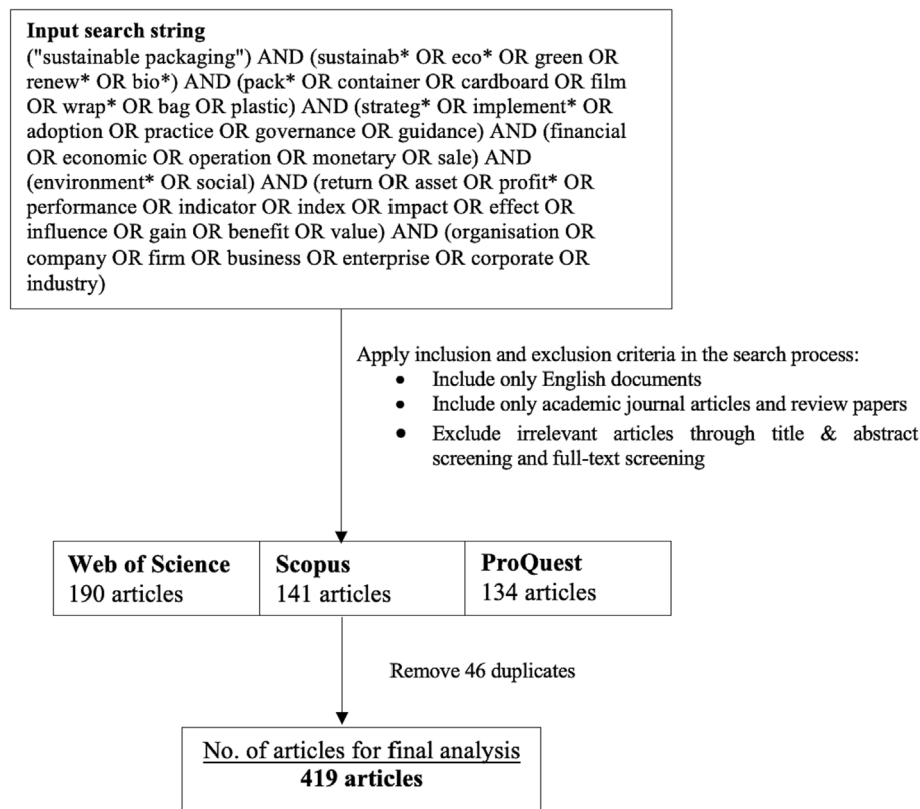 Input search string
("sustainable packaging") AND (sustainab* OR eco* OR green OR
renew* OR bio*) AND (pack* OR container OR cardboard OR film
OR wrap* OR bag OR plastic) AND (strateg* OR implement* OR
adoption OR practice OR governance OR guidance) AND (financial
OR economic OR operation OR monetary OR sale) AND
(environment* OR social) AND (return OR asset OR profit* OR
performance OR indicator OR index OR impact OR effect OR
influence OR gain OR benefit OR value) AND (organisation OR
company OR firm OR business OR enterprise OR corporate OR
industry)
Apply inclusion and exclusion criteria in the search process:
• Include only English documents
• Include only academic journal articles and review papers
• Exclude irrelevant articles through title & abstract
screening and full-text screening
Web of Science
190 articles
Scopus
141 articles
ProQuest
134 articles
Remove 46 duplicates
No. of articles for final analysis
419 articles